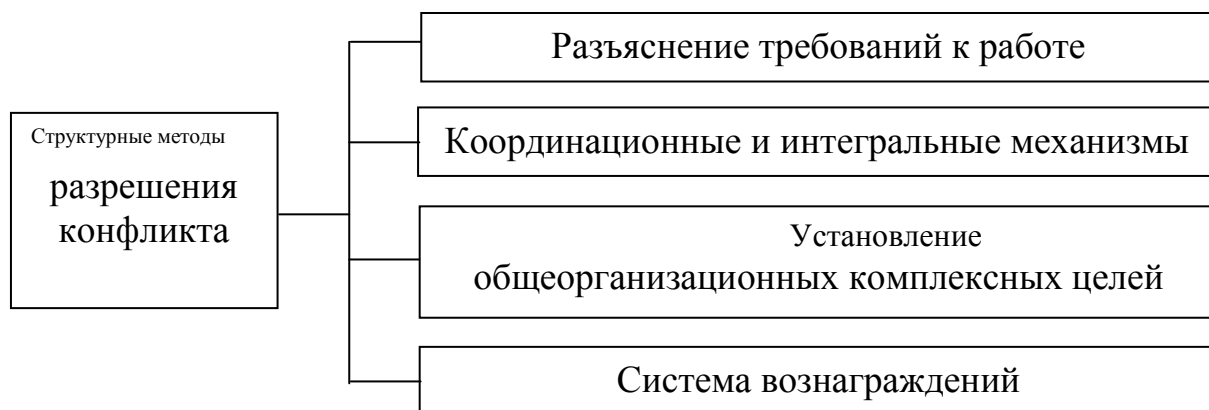 Структурные методы
разрешения
конфликта
Разъяснение требований к работе
Координационные и интегральные механизмы
Установление
общеорганизационных комплексных целей
Система вознаграждений